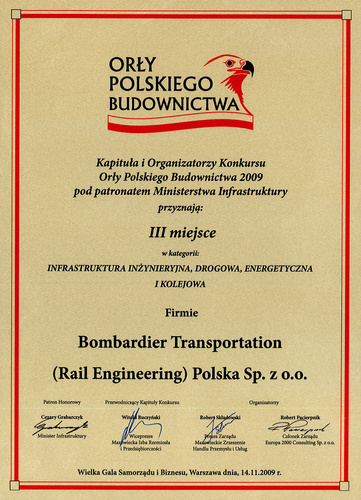 ORŁY
POLSKIEGO
BUDOWNICTWA
Kapituła i Organizatorzy Konkursu
Orły Polskiego Budownictwa 2009
pod patronatem Ministerstwa Infrastruktury
przyznają:
III miejsce
w kategorii:
INFRASTRUKTURA INŻYNIERYJNA, DROGOWA, ENERGETYCZNA
I KOLEJOWA
Firmie
Bombardier Transportation
(Rail Engineering) Polska Sp. z o.o.
Patron Honorowy Przewodniczący Kapituły Konkursu Organizatorzy
Cezary Grabarczyk Witold Buczyński Robert Składowski Robert Pacierpnik
Minister Infrastruktury Wiceprezes Prezes Zarządu Członek Zarządu
Mazowiecka Izba Rzemiosła Mazowieckie Zrzeszenie Europa 2000 Consulting Sp. z o.o.
i Przedsiębiorczości Handlu Przemysłu i Usług
Wielka Gala Samorządu i Biznesu, Warszawa dnia, 14.11.2009 r.